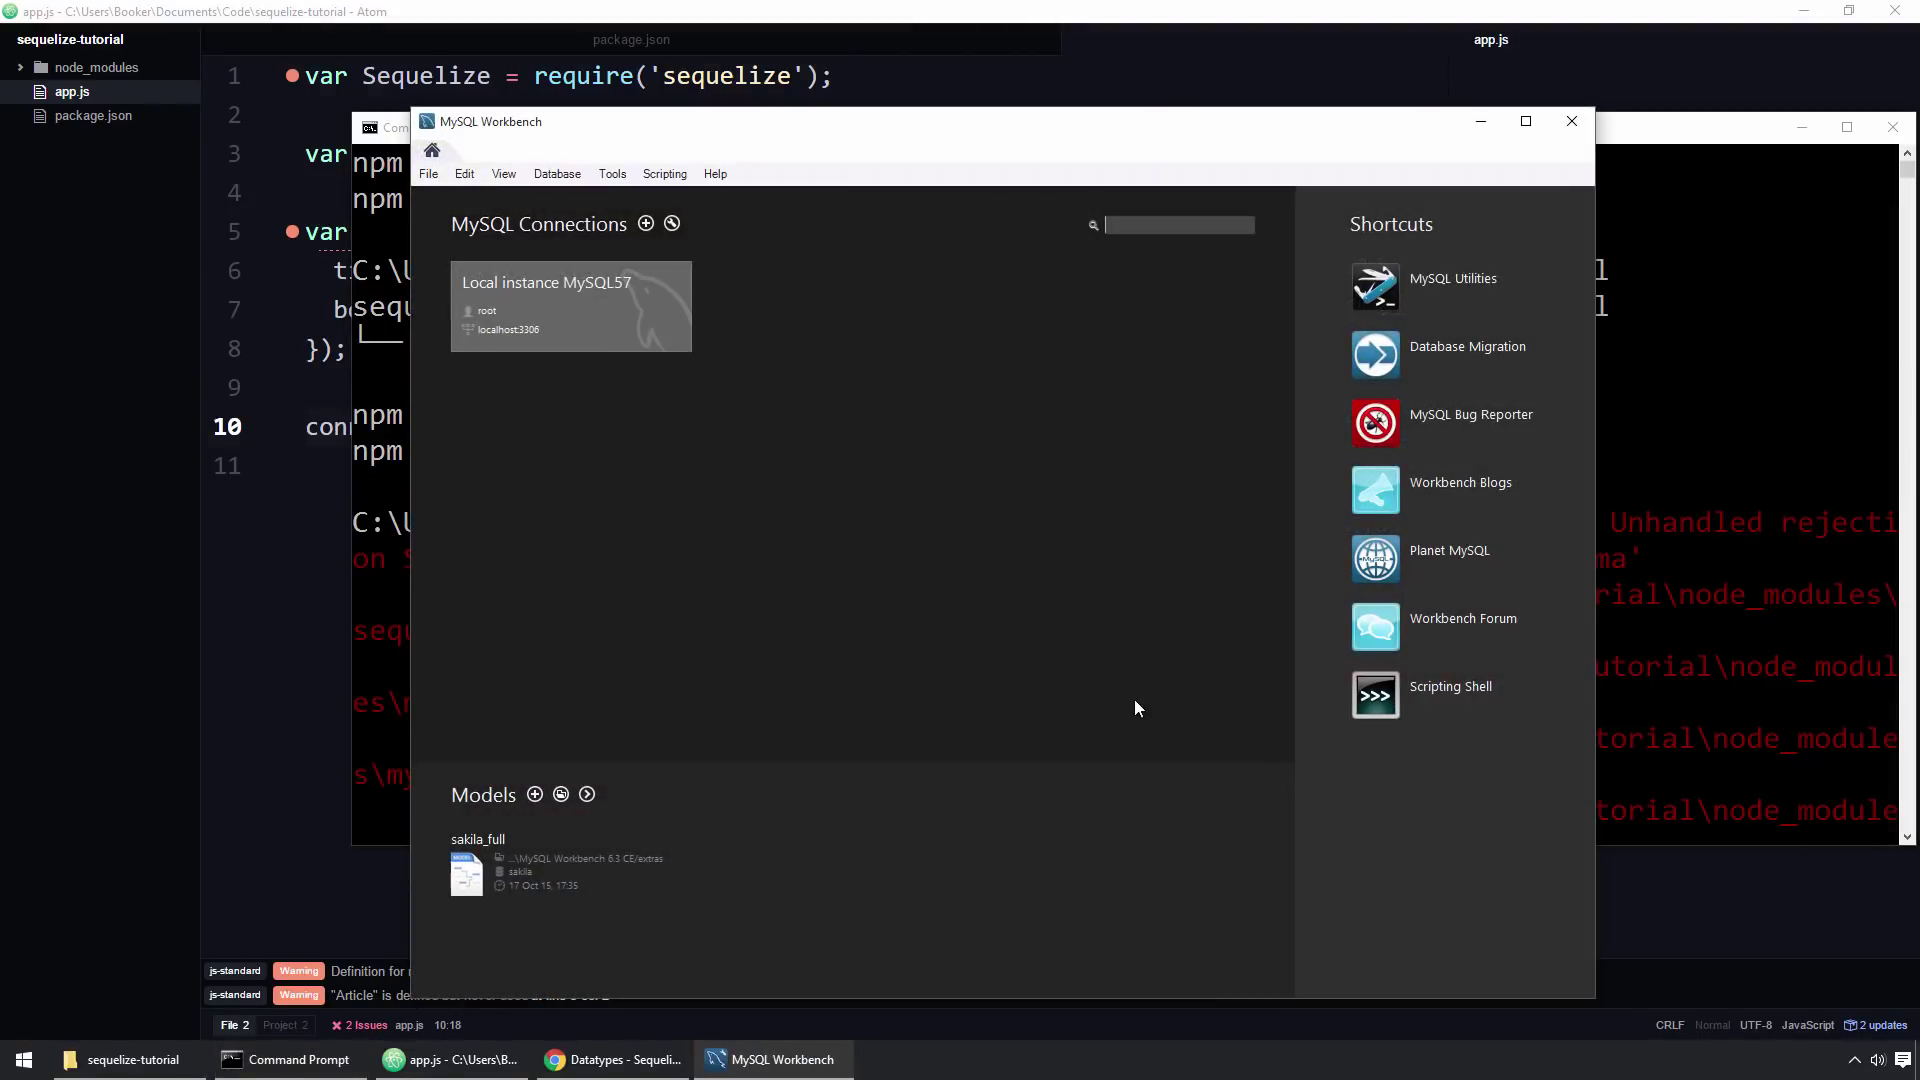 app.js - C:\Users\Booker\Documents\Code\sequelize-tutorial - Atom
sequelize-tutorial
node_modules
app.js
package.json
package.json
app.js
1 var Sequelize = require('sequelize');
2
3 var
4
5 var
6
7
8 });
9
10
11
npm
npm
C:\U
sequ
npm
npm
C:\U
on
sequ
es\n
s\my
Unhandled rejecti
ma'
rial\node_modules\
utorial\node_modul
torial\node_module
torial\node_module
MySQL Workbench
File Edit View Database Tools Scripting Help
MySQL Connections
Local instance MySQL57
root
localhost:3306
Shortcuts
MySQL Utilities
Database Migration
MySQL Bug Reporter
Workbench Blogs
Planet MySQL
Workbench Forum
Scripting Shell
Models
sakila_full
...\MySQL Workbench 6.3 CE/extras
sakila
17 Oct 15, 17:35
js-standard Warning Definition for
js-standard Warning "Article" is
File 2 Project 2 2 Issues app.js 10:18
CRLF Normal UTF-8 JavaScript 2 updates
sequelize-tutorial Command Prompt app.js - C:\Users\B... Datatypes - Sequeli... MySQL Workbench